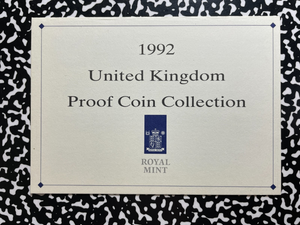 1992
United Kingdom
Proof Coin Collection
ROYAL
MINT